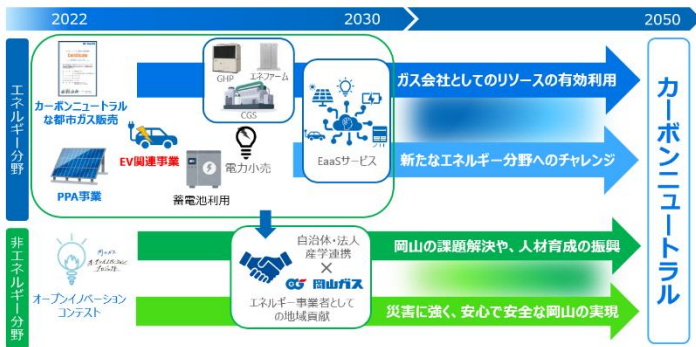 2022
2030
2050
エネルギー分野
カーボンニュートラル
な都市ガス販売
GHP
エネファーム
CGS
EV関連事業
PPA事業
電力小売
蓄電池利用
EaaSサービス
ガス会社としてのリソースの有効利用
新たなエネルギー分野へのチャレンジ
カーボンニュートラル
非エネルギー分野
オープンイノベーション
コンテスト
自治体・法人
産学連携
×
OG 岡山ガス
エネルギー事業者として
の地域貢献
岡山の課題解決や、人材育成の振興
災害に強く、安心で安全な岡山の実現